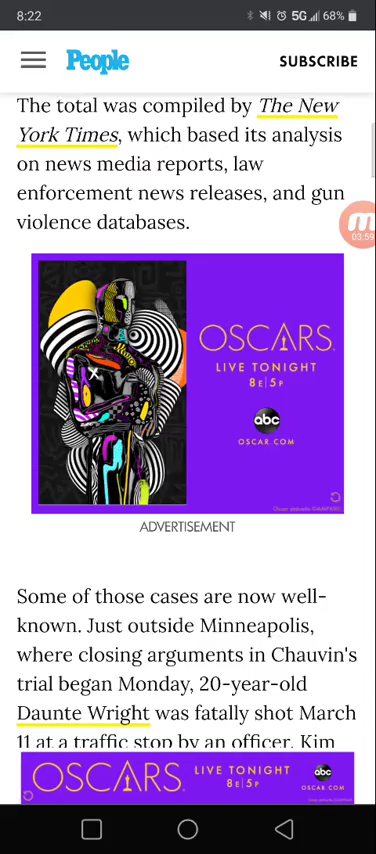 8:22
5G 68%
People
SUBSCRIBE
The total was compiled by The New
York Times, which based its analysis
on news media reports, law
enforcement news releases, and gun
violence databases.
03:59
OSCARS
LIVE TONIGHT
8E|5P
abc
OSCAR.COM
ADVERTISEMENT
Some of those cases are now well-
known. Just outside Minneapolis,
where closing arguments in Chauvin's
trial began Monday, 20-year-old
Daunte Wright was fatally shot March
11 at a traffic stop by an officer. Kim
OSCARS
LIVE TONIGHT
8E|5P
abc
OSCAR.COM